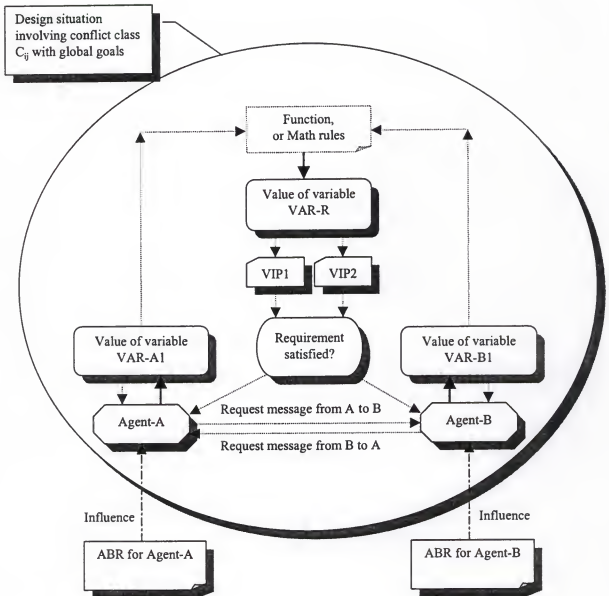 Design situation
involving conflict class
Cij with global goals
Function,
or Math rules
Value of variable
VAR-R
VIP1
VIP2
Requirement
satisfied?
Value of variable
VAR-A1
Value of variable
VAR-B1
Agent-A
Request message from A to B
Agent-B
Request message from B to A
Influence
Influence
ABR for Agent-A
ABR for Agent-B